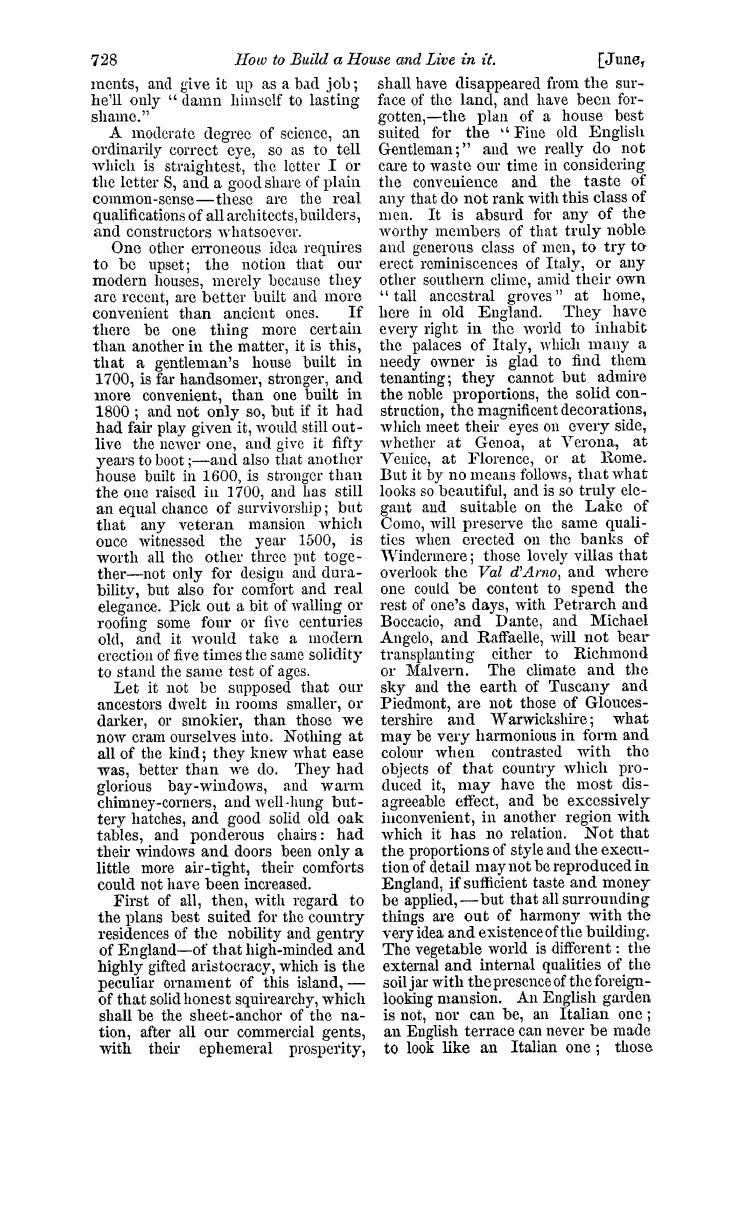 728 How to Build a House and Live in it. [June,
ments, and give it up as a bad job;
he'll only "damn himself to lasting
shame."
A moderate degree of science, an
ordinarily correct eye, so as to tell
which is straightest, the letter I or
the letter S, and a good share of plain
common-sense—these are the real
qualifications of all architects, builders,
and constructors whatsoever.
One other erroneous idea requires
to be upset; the notion that our
modern houses, merely because they
are recent, are better built and more
convenient than ancient ones. If
there be one thing more certain
than another in the matter, it is this,
that a gentleman's house built in
1700, is far handsomer, stronger, and
more convenient, than one built in
1800; and not only so, but if it had
had fair play given it, would still out-
live the newer one, and give it fifty
years to boot;—and also that another
house built in 1600, is stronger than
the one raised in 1700, and has still
an equal chance of survivorship; but
that any veteran mansion which
once witnessed the year 1500, is
worth all the other three put toge-
ther—not only for design and dura-
bility, but also for comfort and real
elegance. Pick out a bit of walling or
roofing some four or five centuries
old, and it would take a modern
erection of five times the same solidity
to stand the same test of ages.
Let it not be supposed that our
ancestors dwelt in rooms smaller, or
darker, or smokier, than those we
now cram ourselves into. Nothing at
all of the kind; they knew what ease
was, better than we do. They had
glorious bay-windows, and warm
chimney-corners, and well-hung but-
tery hatches, and good solid old oak
tables, and ponderous chairs: had
their windows and doors been only a
little more air-tight, their comforts
could not have been increased.
First of all, then, with regard to
the plans best suited for the country
residences of the nobility and gentry
of England—of that high-minded and
highly gifted aristocracy, which is the
peculiar ornament of this island,—
of that solid honest squirearchy, which
shall be the sheet-anchor of the na-
tion, after all our commercial gents,
with their ephemeral prosperity,
shall have disappeared from the sur-
face of the land, and have been for-
gotten,—the plan of a house best
suited for the "Fine old English
Gentleman;" and we really do not
care to waste our time in considering
the convenience and the taste of
any that do not rank with this class of
men. It is absurd for any of the
worthy members of that truly noble
and generous class of men, to try to
erect reminiscences of Italy, or any
other southern clime, amid their own
"tall ancestral groves" at home,
here in old England. They have
every right in the world to inhabit
the palaces of Italy, which many a
needy owner is glad to find them
tenanting; they cannot but admire
the noble proportions, the solid con-
struction, the magnificent decorations,
which meet their eyes on every side,
whether at Genoa, at Verona, at
Venice, at Florence, or at Rome.
But it by no means follows, that what
looks so beautiful, and is so truly ele-
gant and suitable on the Lake of
Como, will preserve the same quali-
ties when erected on the banks of
Windermere; those lovely villas that
overlook the Val d'Arno, and where
one could be content to spend the
rest of one's days, with Petrarch and
Boccacio, and Dante, and Michael
Angelo, and Raffaelle, will not bear
transplanting either to Richmond
or Malvern. The climate and the
sky and the earth of Tuscany and
Piedmont, are not those of Glouces-
tershire and Warwickshire; what
may be very harmonious in form and
colour when contrasted with the
objects of that country which pro-
duced it, may have the most dis-
agreeable effect, and be excessively
inconvenient, in another region with
which it has no relation. Not that
the proportions of style and the execu-
tion of detail may not be reproduced in
England, if sufficient taste and money
be applied,—but that all surrounding
things are out of harmony with the
very idea and existence of the building.
The vegetable world is different: the
external and internal qualities of the
soil jar with the presence of the foreign-
looking mansion. An English garden
is not, nor can be, an Italian one;
an English terrace can never be made
to look like an Italian one; those